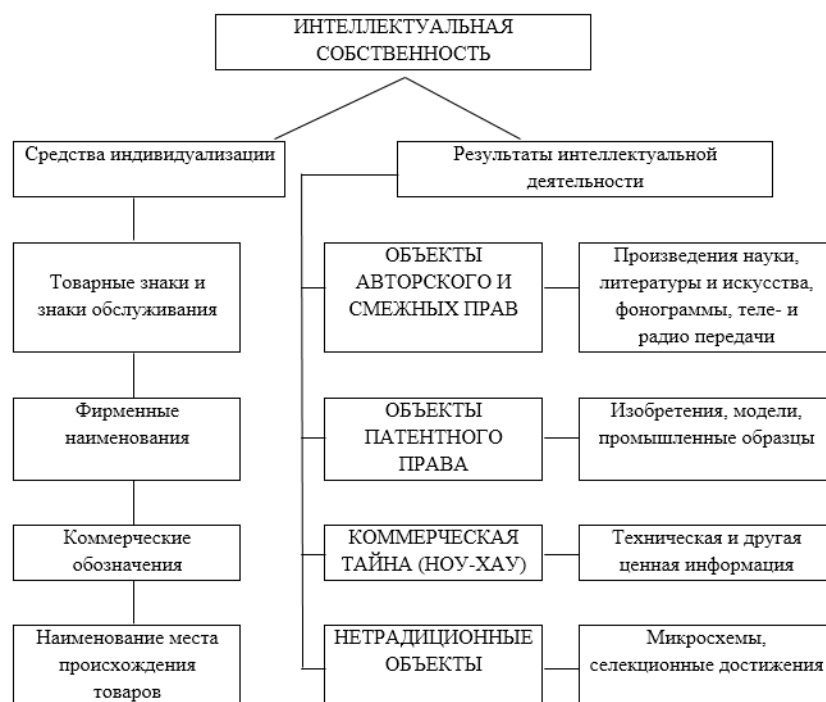 ИНТЕЛЛЕКТУАЛЬНАЯ
СОБСТВЕННОСТЬ
Средства индивидуализации
Результаты интеллектуальной
деятельности
Товарные знаки и
знаки обслуживания
ОБЪЕКТЫ
АВТОРСКОГО И
СМЕЖНЫХ ПРАВ
Произведения науки,
литературы и искусства,
фонограммы, теле- и
радио передачи
Фирменные
наименования
ОБЪЕКТЫ
ПАТЕНТНОГО
ПРАВА
Изобретения, модели,
промышленные образцы
Коммерческие
обозначения
КОММЕРЧЕСКАЯ
ТАЙНА (НОУ-ХАУ)
Техническая и другая
ценная информация
Наименование места
происхождения
товаров
НЕТРАДИЦИОННЫЕ
ОБЪЕКТЫ
Микросхемы,
селекционные достижения